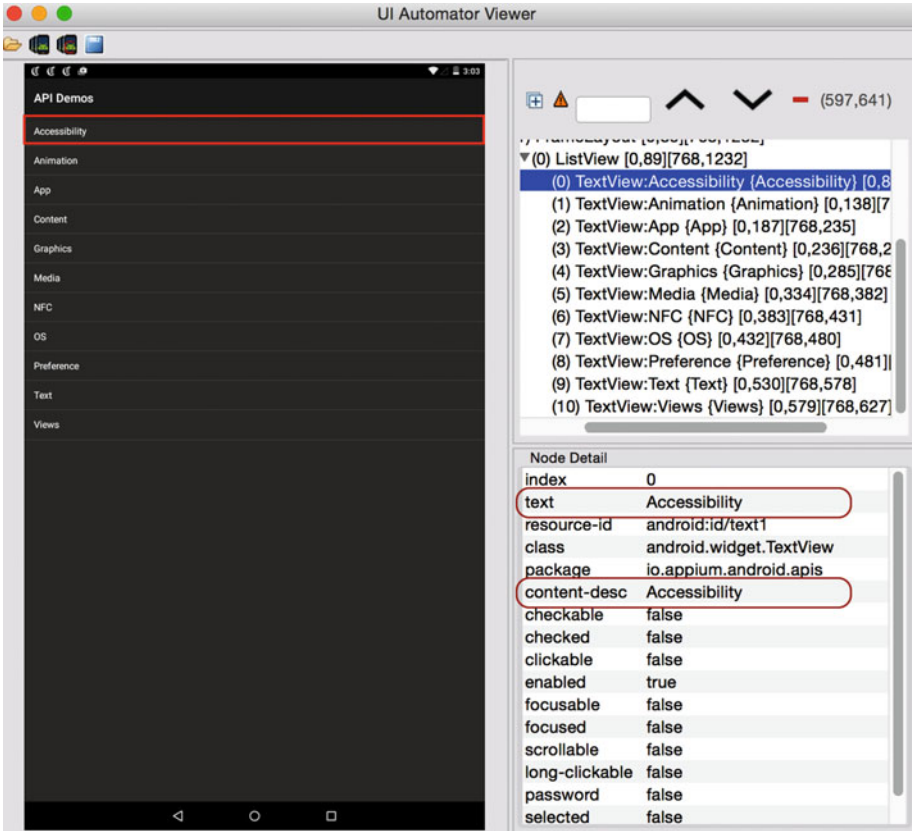 UI Automator Viewer
3:03
API Demos
Accessibility
Animation
App
Content
Graphics
Media
NFC
OS
Preference
Text
Views
(597,641)
(0) ListView [0,89][768,1232]
(0) TextView:Accessibility {Accessibility} [0,8
(1) TextView:Animation {Animation} [0,138][7
(2) TextView:App {App} [0,187][768,235]
(3) TextView:Content {Content} [0,236][768,2
(4) TextView:Graphics {Graphics} [0,285][768
(5) TextView:Media {Media} [0,334][768,382]
(6) TextView:NFC {NFC} [0,383][768,431]
(7) TextView:OS {OS} [0,432][768,480]
(8) TextView:Preference {Preference} [0,481][
(9) TextView:Text {Text} [0,530][768,578]
(10) TextView:Views {Views} [0,579][768,627]
Node Detail
index 0
text Accessibility
resource-id android:id/text1
class android.widget.TextView
package io.appium.android.apis
content-desc Accessibility
checkable false
checked false
clickable false
enabled true
focusable false
focused false
scrollable false
long-clickable false
password false
selected false